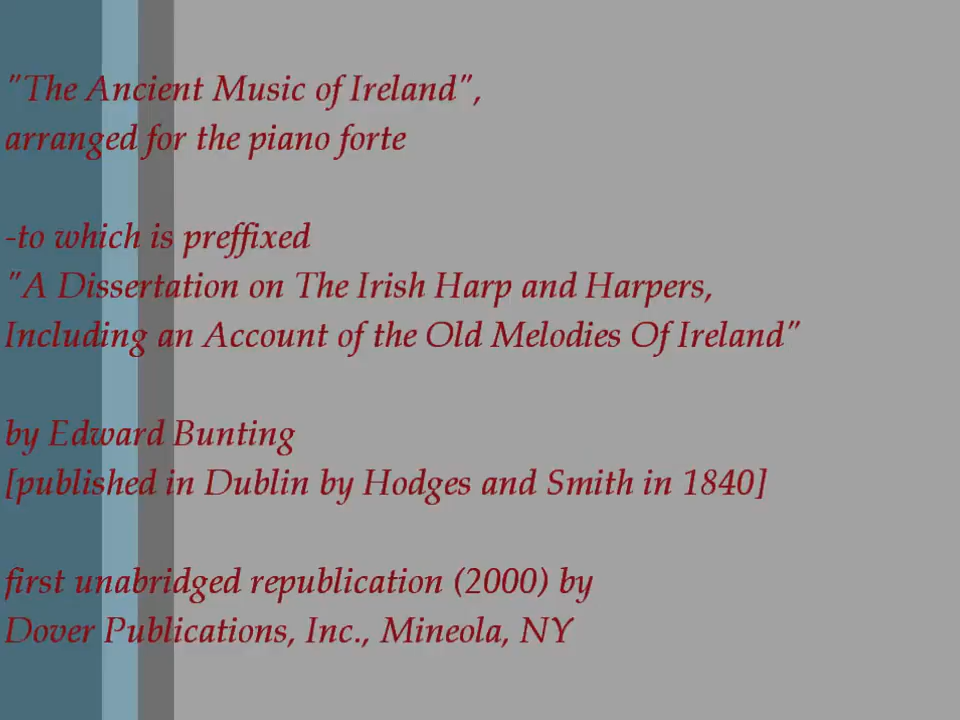 "The Ancient Music of Ireland",
arranged for the piano forte
-to which is preffixed
"A Dissertation on The Irish Harp and Harpers,
Including an Account of the Old Melodies Of Ireland"
by Edward Bunting
[published in Dublin by Hodges and Smith in 1840]
first unabridged republication (2000) by
Dover Publications, Inc., Mineola, NY